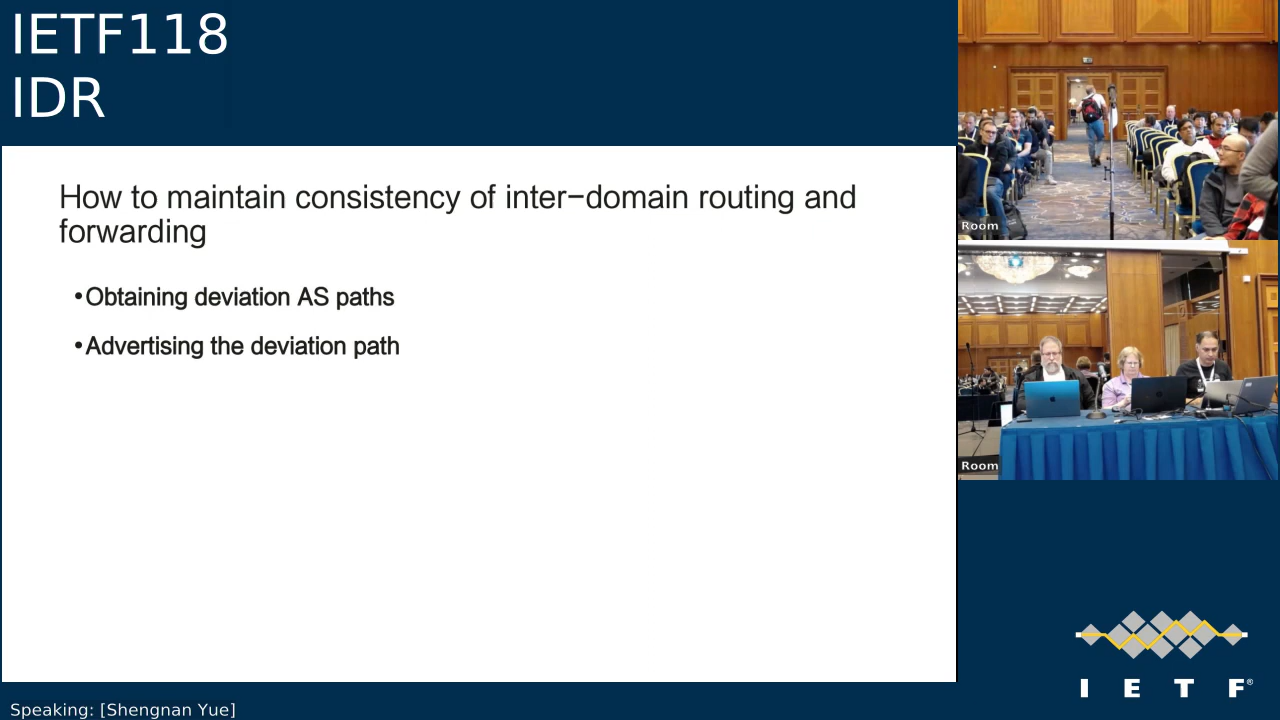 IETF118
IDR
How to maintain consistency of inter-domain routing and
forwarding
•Obtaining deviation AS paths
•Advertising the deviation path
Room
Room
I E T F®
Speaking: [Shengnan Yue]